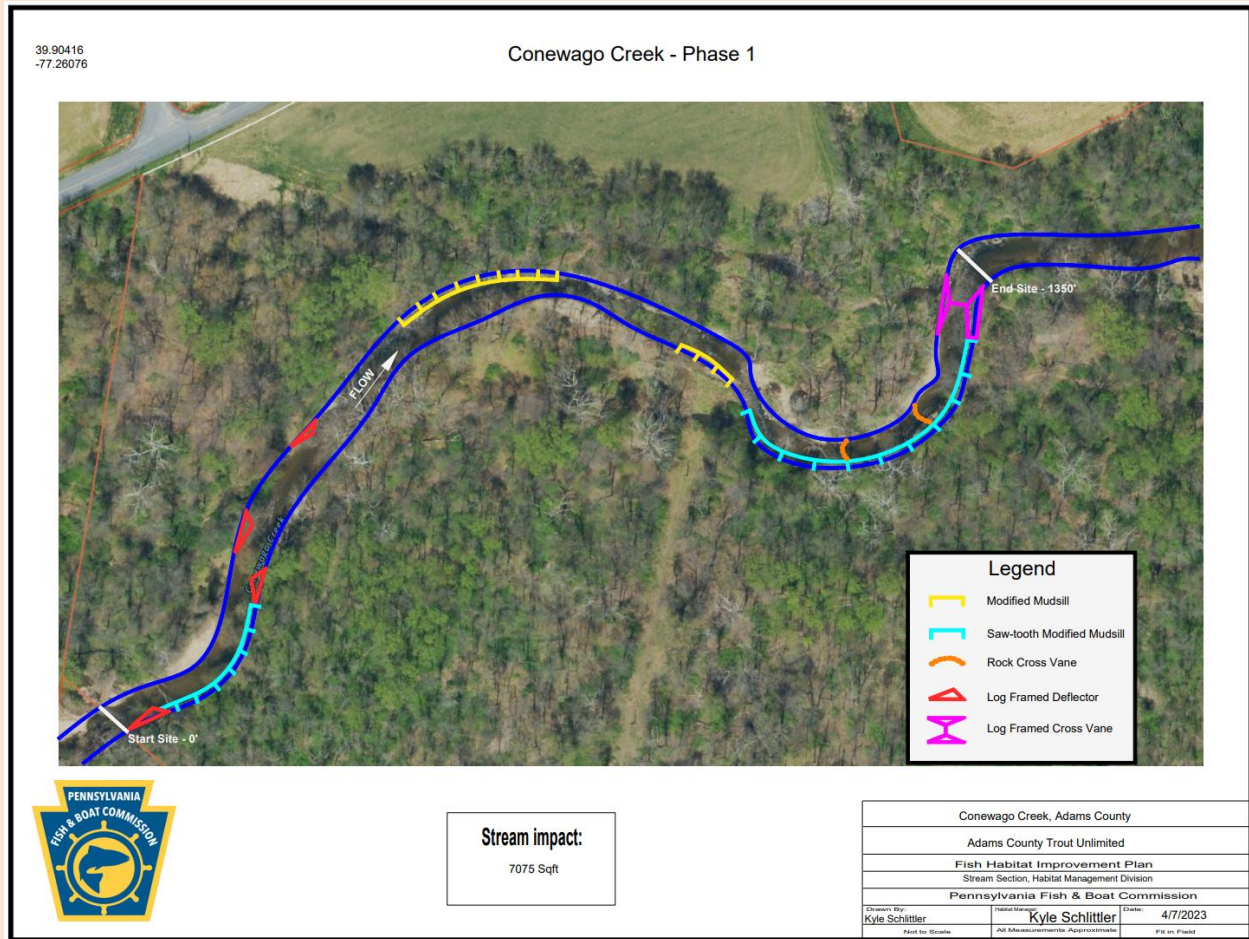 39.90416
-77.26076
Conewago Creek - Phase 1
End Site - 1350'
FLOW
Conewago Creek
Start Site - 0'
Legend
Modified Mudsill
Saw-tooth Modified Mudsill
Rock Cross Vane
Log Framed Deflector
Log Framed Cross Vane
PENNSYLVANIA
FISH & BOAT COMMISSION
Stream impact:
7075 Sqft
Conewago Creek, Adams County
Adams County Trout Unlimited
Fish Habitat Improvement Plan
Stream Section, Habitat Management Division
Pennsylvania Fish & Boat Commission
Drawn By:
Kyle Schlittler
Habitat Manager:
Kyle Schlittler
Date:
4/7/2023
Not to Scale
All Measurements Approximate
Fit in Field